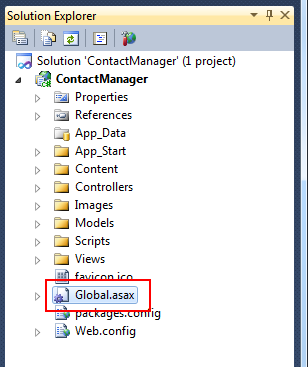 Solution Explorer
Solution 'ContactManager' (1 project)
ContactManager
Properties
References
App_Data
App_Start
Content
Controllers
Images
Models
Scripts
Views
favicon.ico
Global.asax
packages.config
Web.config